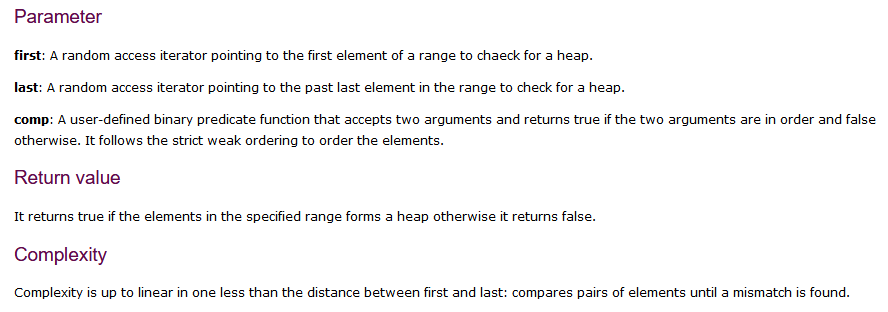 Parameter
first: A random access iterator pointing to the first element of a range to chaeck for a heap.
last: A random access iterator pointing to the past last element in the range to check for a heap.
comp: A user-defined binary predicate function that accepts two arguments and returns true if the two arguments are in order and false
otherwise. It follows the strict weak ordering to order the elements.
Return value
It returns true if the elements in the specified range forms a heap otherwise it returns false.
Complexity
Complexity is up to linear in one less than the distance between first and last: compares pairs of elements until a mismatch is found.